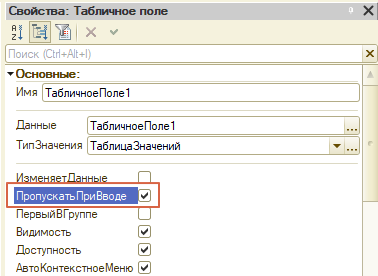 Свойства: Табличное поле
Поиск (Ctrl+Alt+I)
Основные:
Имя ТабличноеПоле1
Данные ТабличноеПоле1 ...
ТипЗначения ТаблицаЗначений ...
ИзменяетДанные
ПропускатьПриВводе
ПервыйВГруппе
Видимость
Доступность
АвтоКонтекстноеМеню